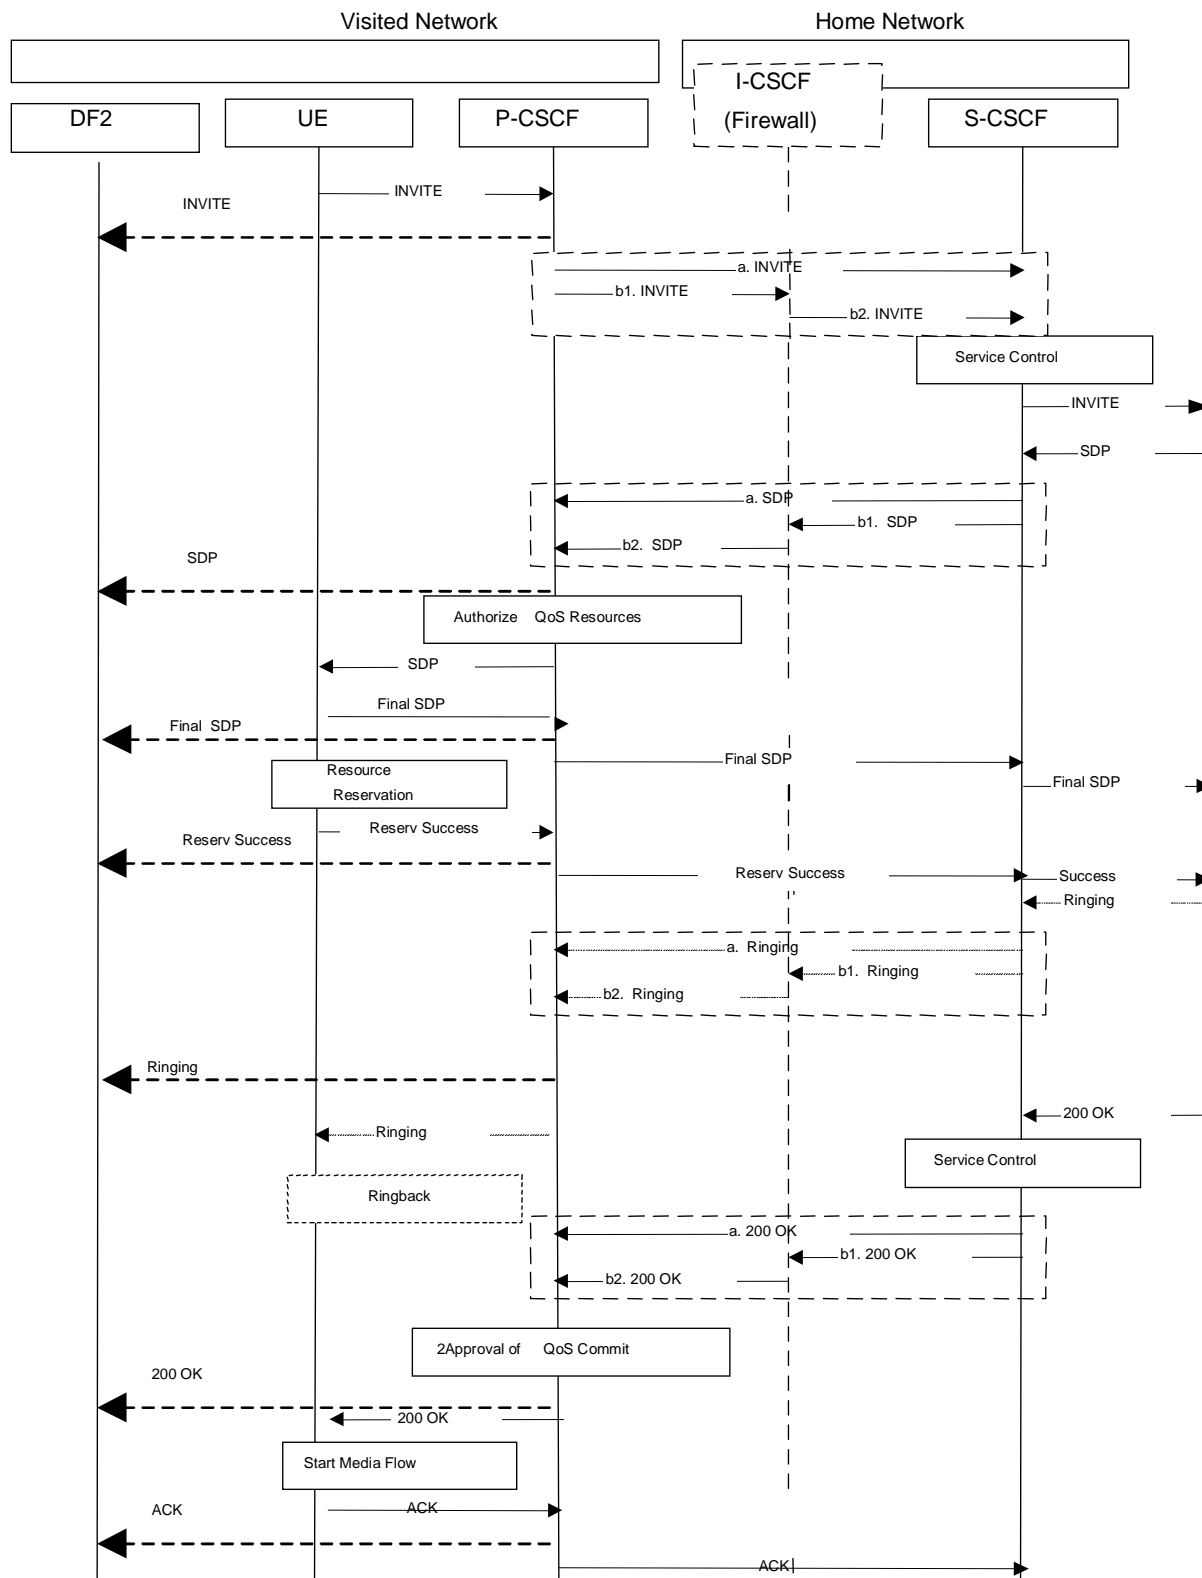 Visited Network
Home Network
I-CSCF
(Firewall)
DF2
UE
P-CSCF
S-CSCF
INVITE
INVITE
a. INVITE
b1. INVITE
b2. INVITE
Service Control
INVITE
SDP
a. SDP
b1. SDP
b2. SDP
SDP
Authorize QoS Resources
SDP
Final SDP
Final SDP
Final SDP
Resource
Reservation
Final SDP
Reserv Success
Reserv Success
Reserv Success
Success
Ringing
a. Ringing
b1. Ringing
b2. Ringing
Ringing
200 OK
Ringing
Service Control
Ringback
a. 200 OK
b1. 200 OK
b2. 200 OK
2Approval of QoS Commit
200 OK
200 OK
Start Media Flow
ACK
ACK
ACK